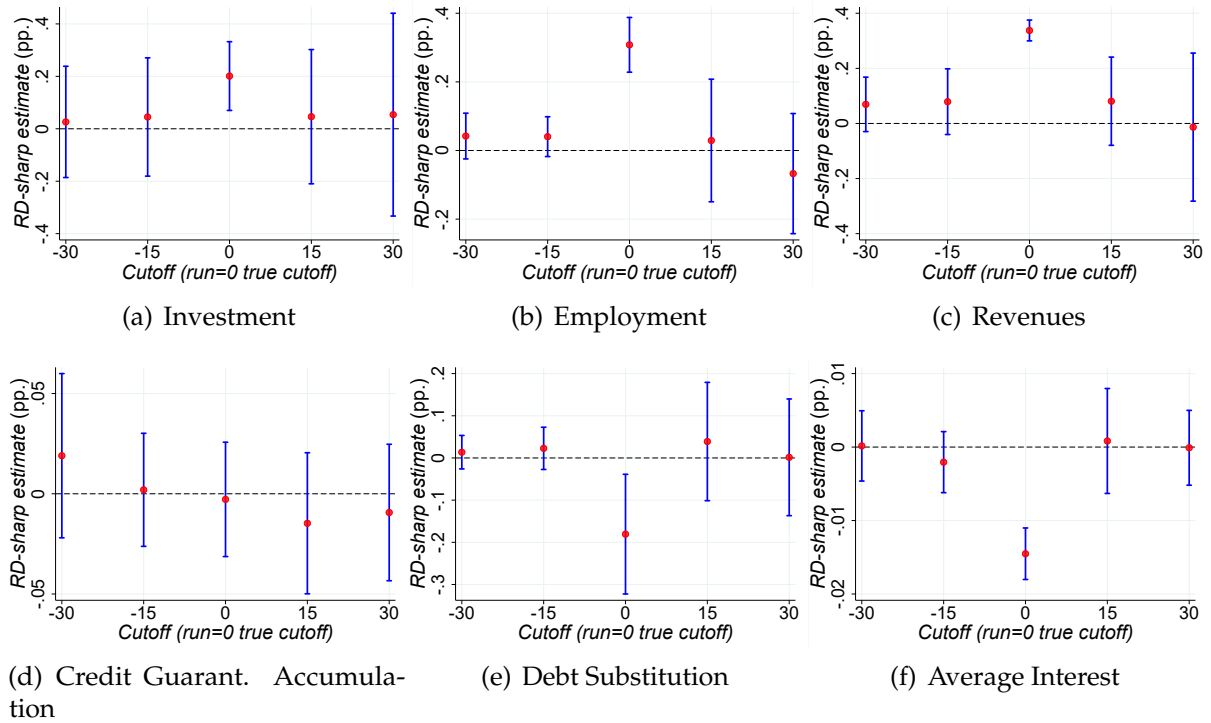 RD-sharp estimate (pp.)
-.4 -.2 0 .2 .4
-30 -15 0 15 30
Cutoff (run=0 true cutoff)
(a) Investment
RD-sharp estimate (pp.)
-.2 0 .2 .4
-30 -15 0 15 30
Cutoff (run=0 true cutoff)
(b) Employment
RD-sharp estimate (pp.)
-.4 -.2 0 .2 .4
-30 -15 0 15 30
Cutoff (run=0 true cutoff)
(c) Revenues
RD-sharp estimate (pp.)
-.05 0 .05
-30 -15 0 15 30
Cutoff (run=0 true cutoff)
(d) Credit Guarant. Accumula-
tion
RD-sharp estimate (pp.)
-.3 -.2 -.1 0 .1 .2
-30 -15 0 15 30
Cutoff (run=0 true cutoff)
(e) Debt Substitution
RD-sharp estimate (pp.)
-.02 -.01 0 .01
-30 -15 0 15 30
Cutoff (run=0 true cutoff)
(f) Average Interest